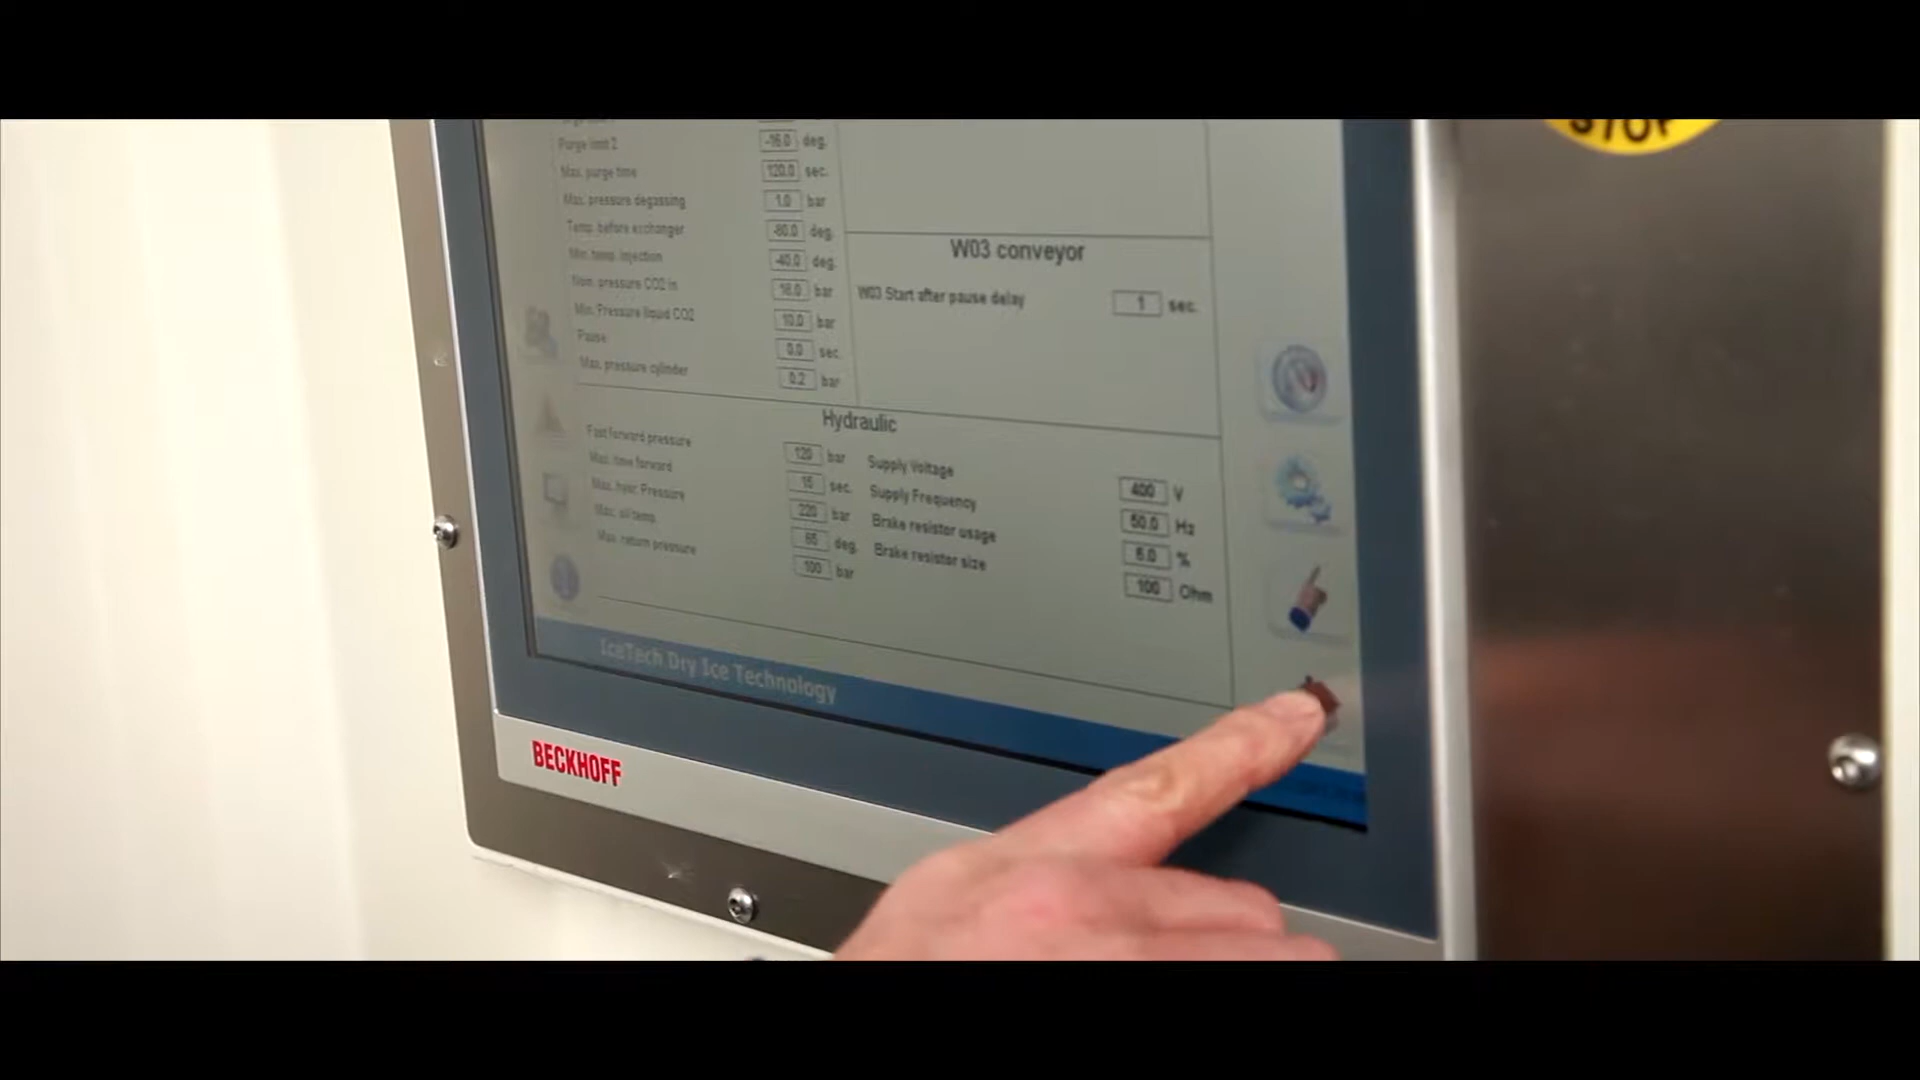 STOP
Purge limit 2 -16.0 deg.
Max. purge time 120.0 sec.
Max. pressure degassing 1.0 bar
Temp. before exchanger -60.0 deg.
Min. temp. injection -40.0 deg.
Nom. pressure CO2 in 16.0 bar
Min. Pressure liquid CO2 10.0 bar
Pause 0.0 sec.
Max. pressure cylinder 0.2 bar
W03 conveyor
W03 Start after pause delay 1 sec.
Hydraulic
Fast forward pressure 120 bar
Max. time forward 15 sec.
Max. hydr. Pressure 220 bar
Max. oil temp. 65 deg.
Max. return pressure 100 bar
Supply Voltage 400 V
Supply Frequency 50.0 Hz
Brake resistor usage 6.0 %
Brake resistor size 100 Ohm
IceTech Dry Ice Technology
BECKHOFF